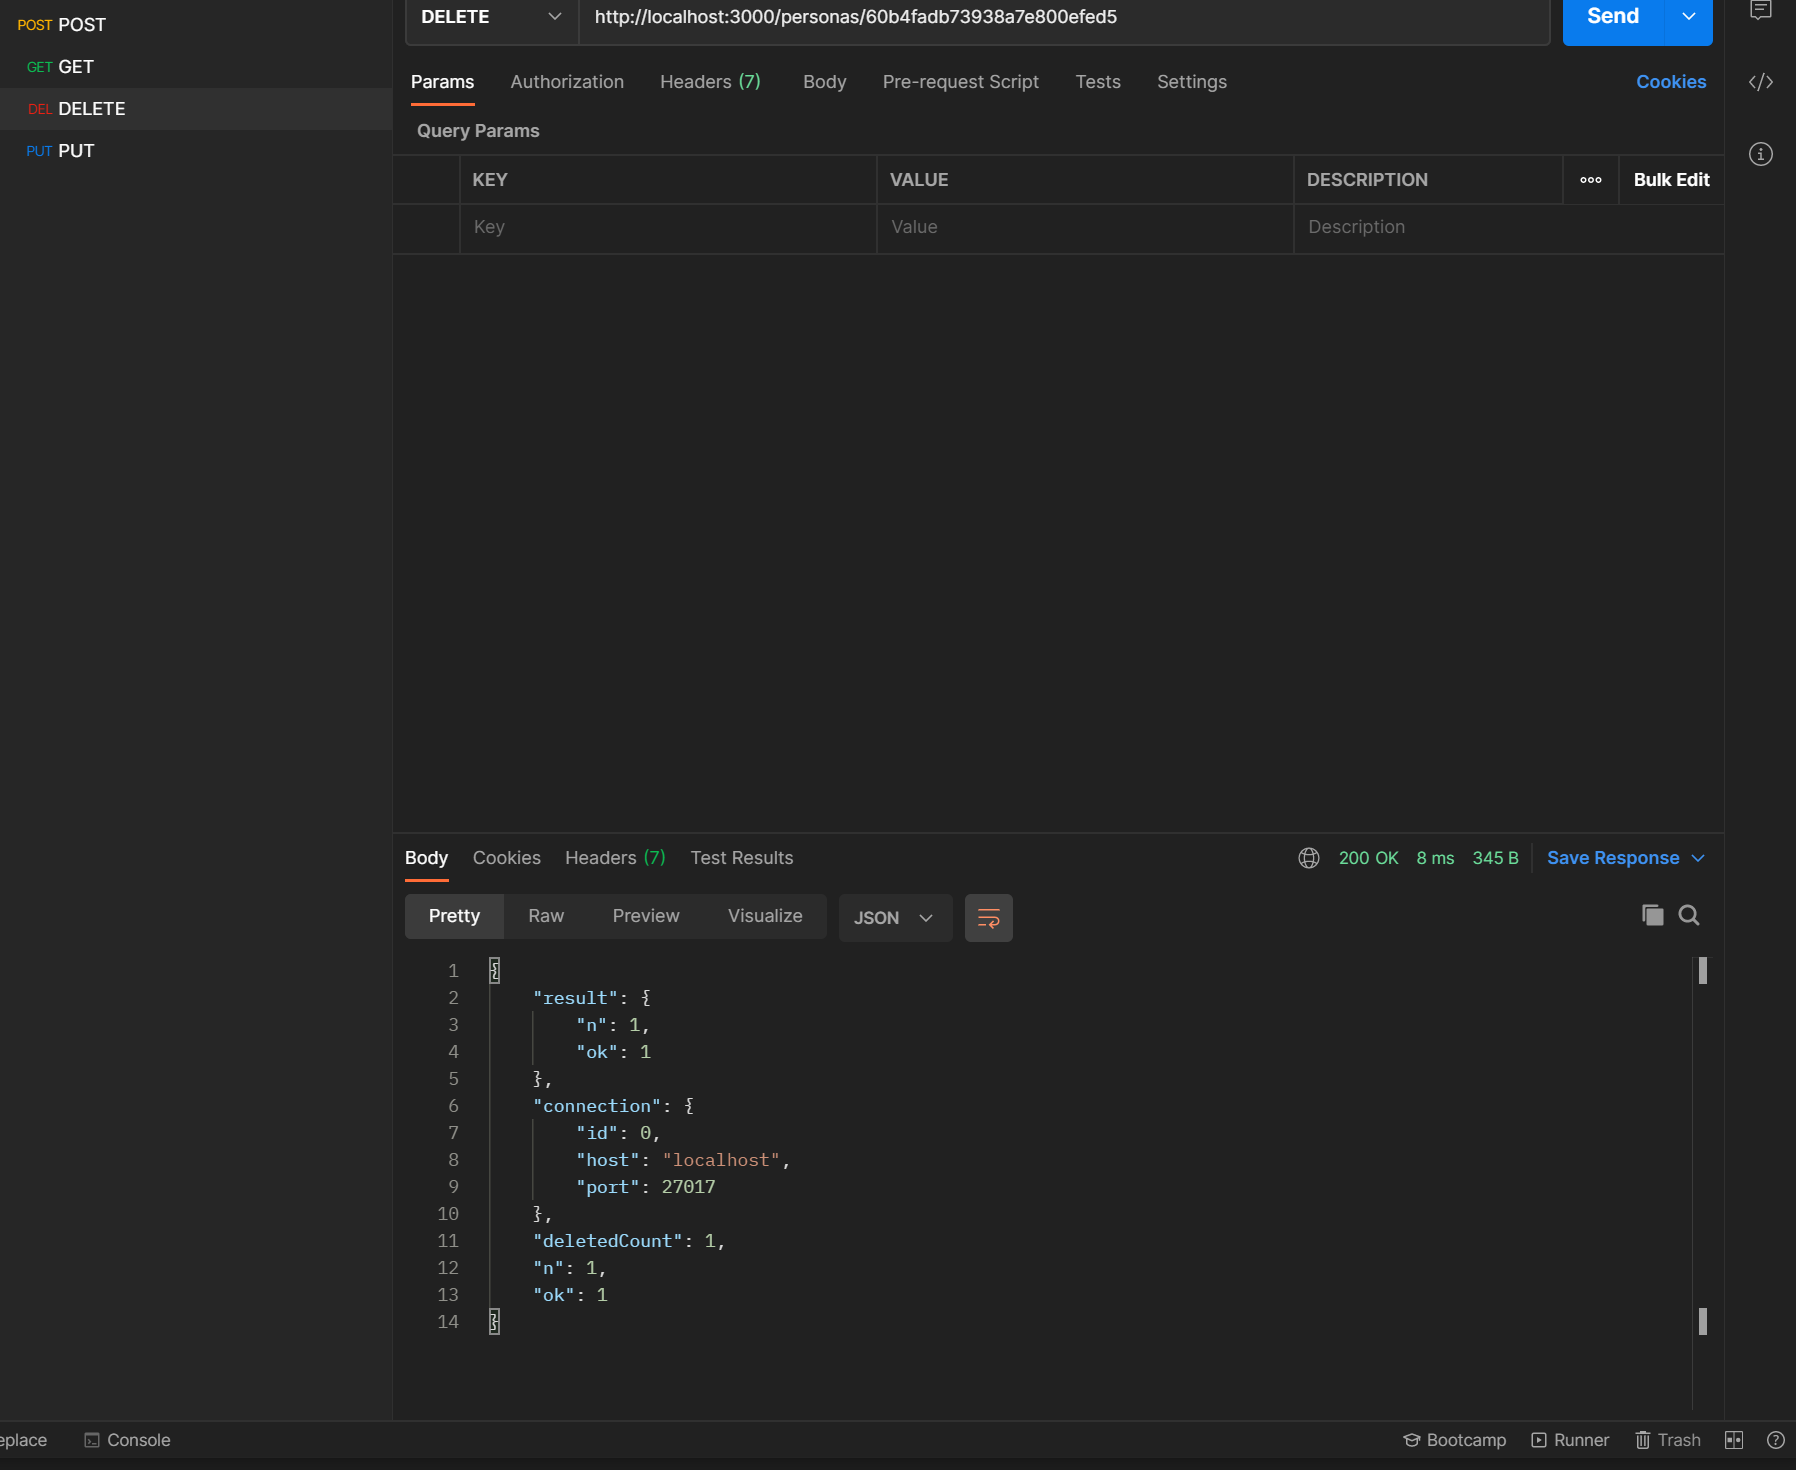 POST POST
GET GET
DEL DELETE
PUT PUT
DELETE http://localhost:3000/personas/60b4fadb73938a7e800efed5 Send
Params Authorization Headers (7) Body Pre-request Script Tests Settings Cookies
Query Params
KEY VALUE DESCRIPTION ooo Bulk Edit
Key Value Description
Body Cookies Headers (7) Test Results 200 OK 8 ms 345 B Save Response
Pretty Raw Preview Visualize JSON
1 {
2 "result": {
3 "n": 1,
4 "ok": 1
5 },
6 "connection": {
7 "id": 0,
8 "host": "localhost",
9 "port": 27017
10 },
11 "deletedCount": 1,
12 "n": 1,
13 "ok": 1
14 }
eplace Console Bootcamp Runner Trash